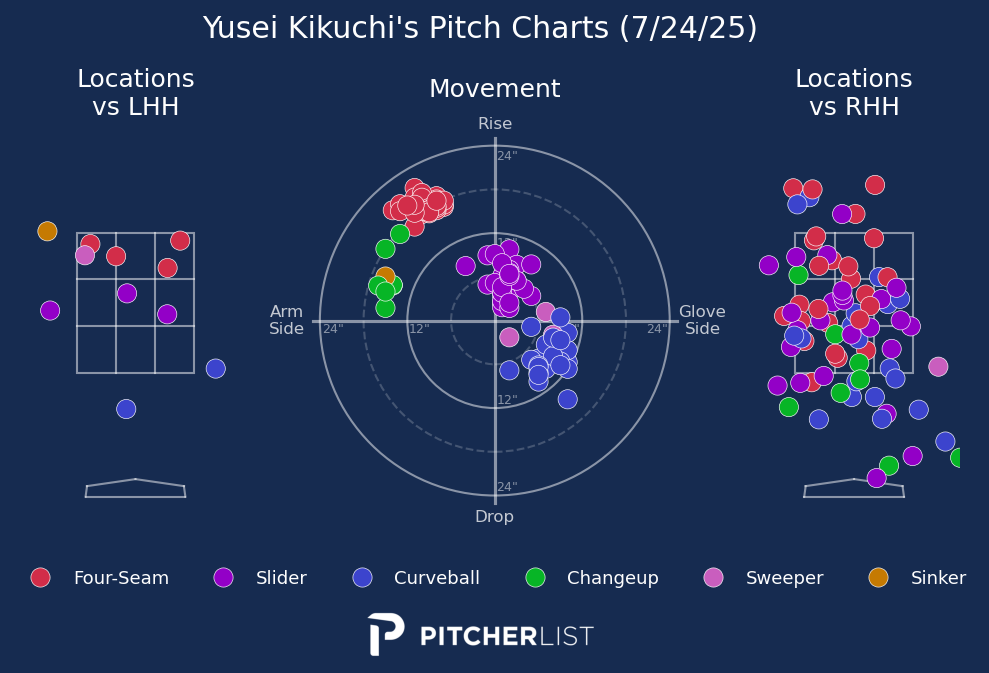 Yusei Kikuchi's Pitch Charts (7/24/25)
Locations
vs LHH
Movement
Locations
vs RHH
Rise
24"
Arm
Side
24"
12"
24"
Glove
Side
12"
24"
Drop
Four-Seam
Slider
Curveball
Changeup
Sweeper
Sinker
PITCHERLIST